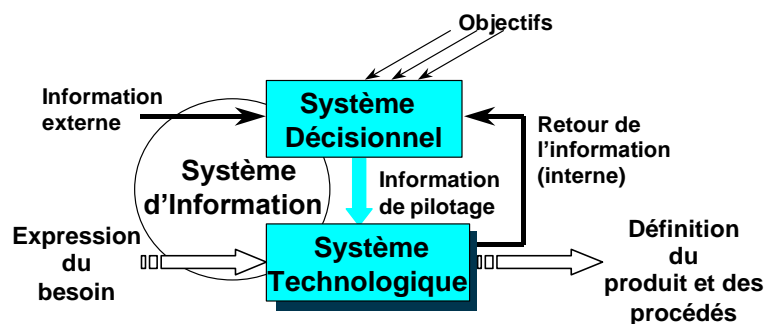 Objectifs
Information
externe
Système
Décisionnel
Retour de
l'information
(interne)
Système
d'Information
Information
de pilotage
Expression
du
besoin
Système
Technologique
Définition
du
produit et des
procédés